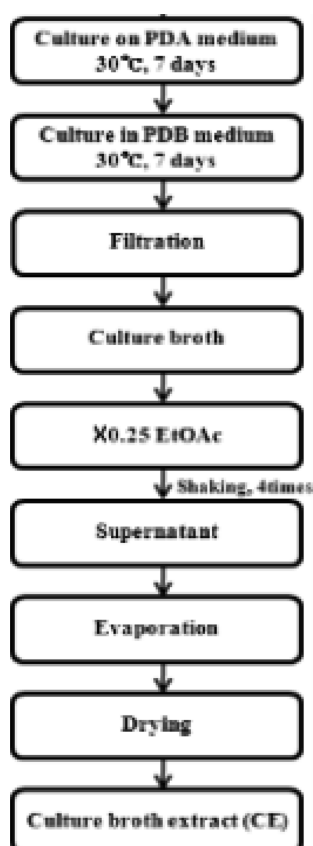 Culture on PDA medium
30℃, 7 days
Culture in PDB medium
30℃, 7 days
Filtration
Culture broth
X0.25 EtOAc
Shaking, 4times
Supernatant
Evaporation
Drying
Culture broth extract (CE)